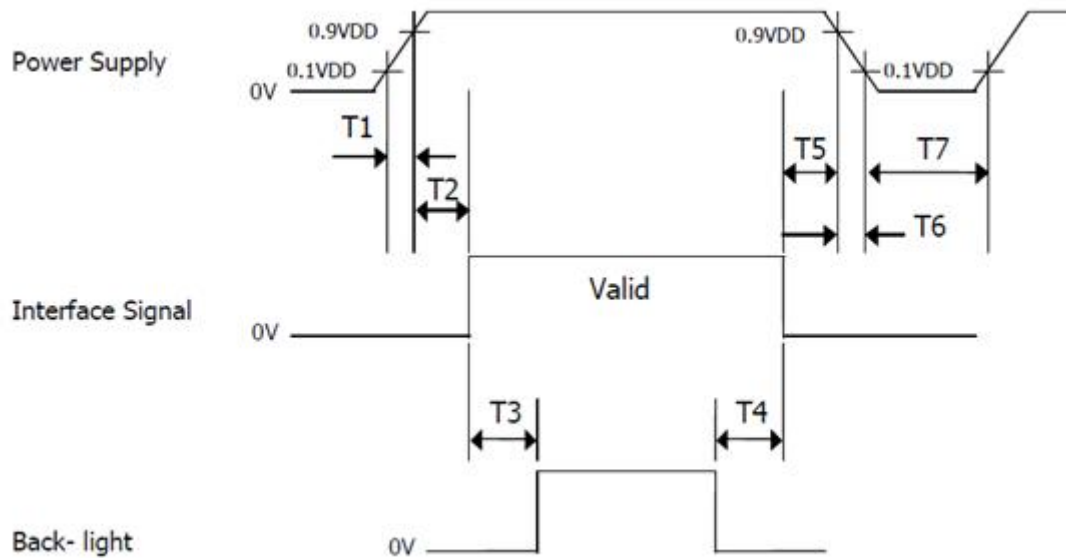 0.9VDD
0.9VDD
Power Supply
0.1VDD
0.1VDD
0V
T1
T5
T7
T2
T6
Valid
Interface Signal
0V
T3
T4
Back- light
0V